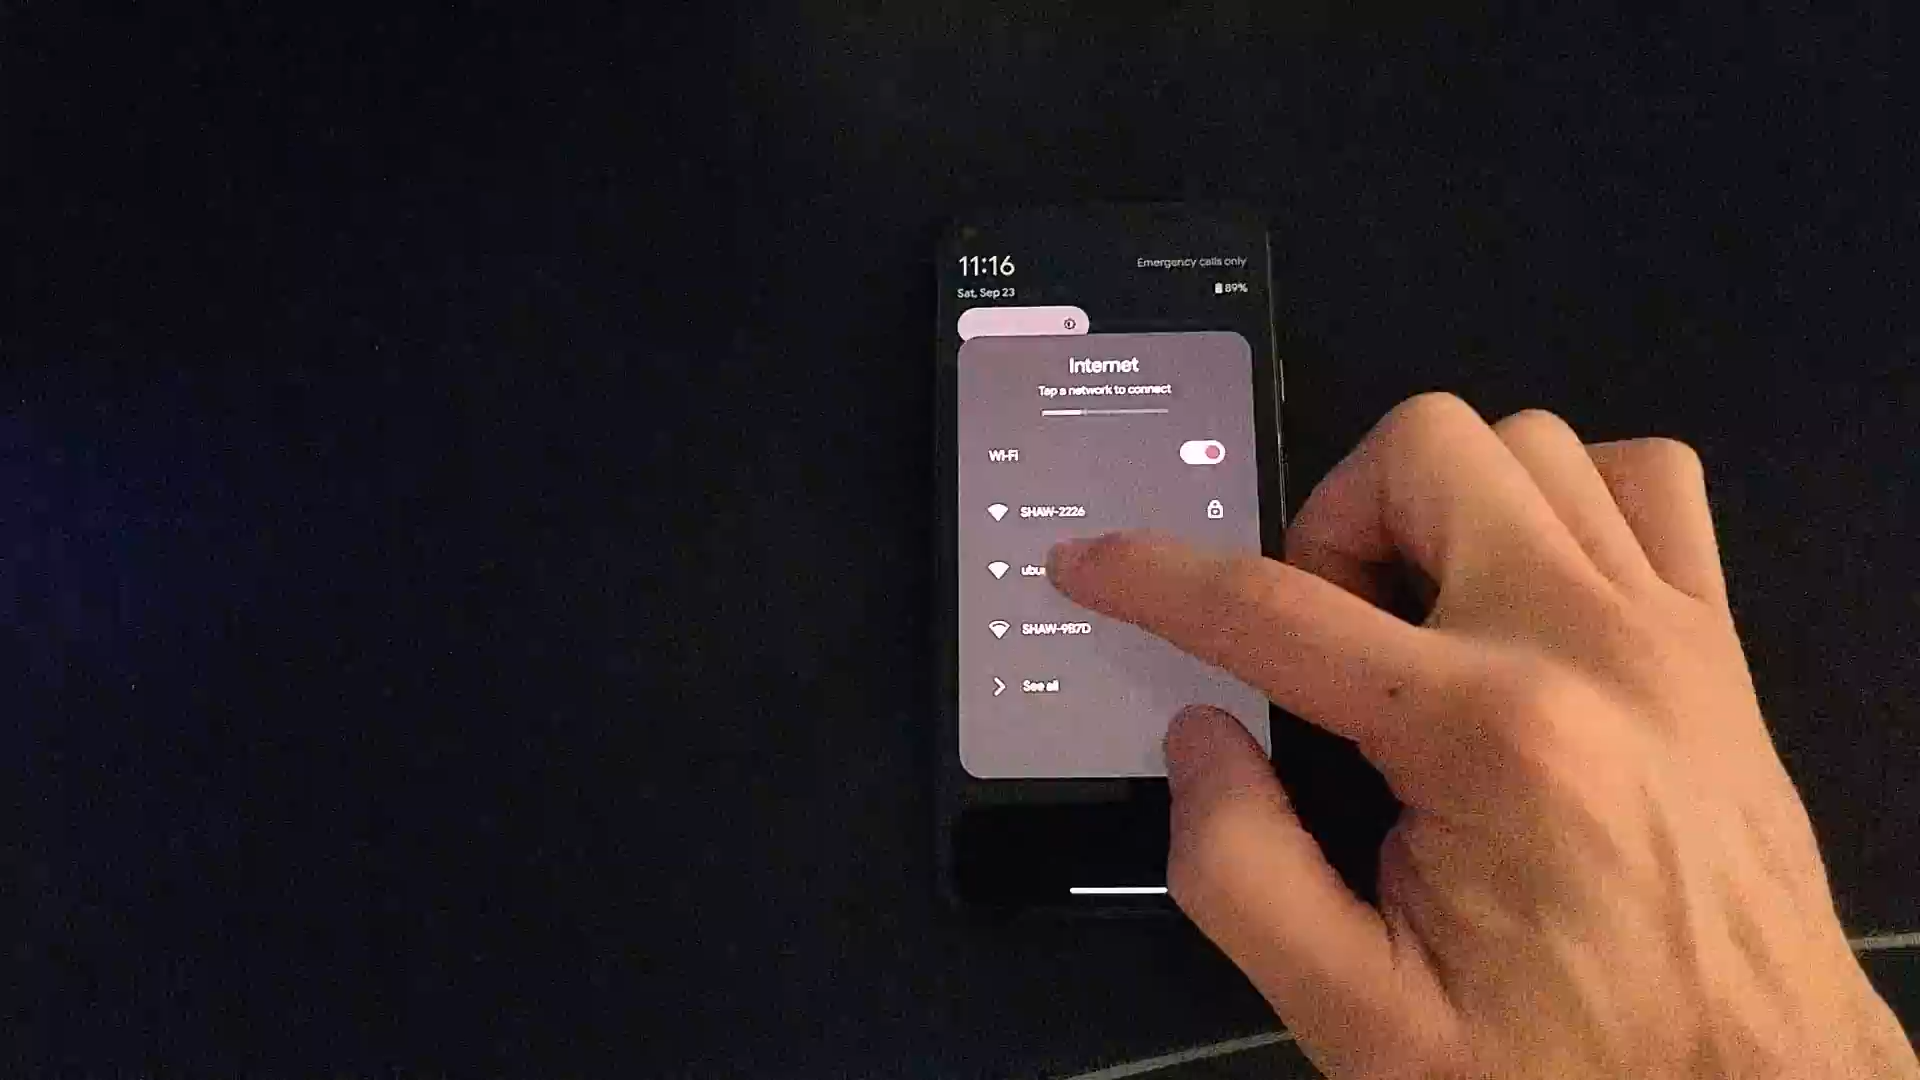 11:16
Emergency calls only
Sat, Sep 23
89%
Internet
Tap a network to connect
Wi-Fi
SHAW-2226
SHAW-9B7D
See all